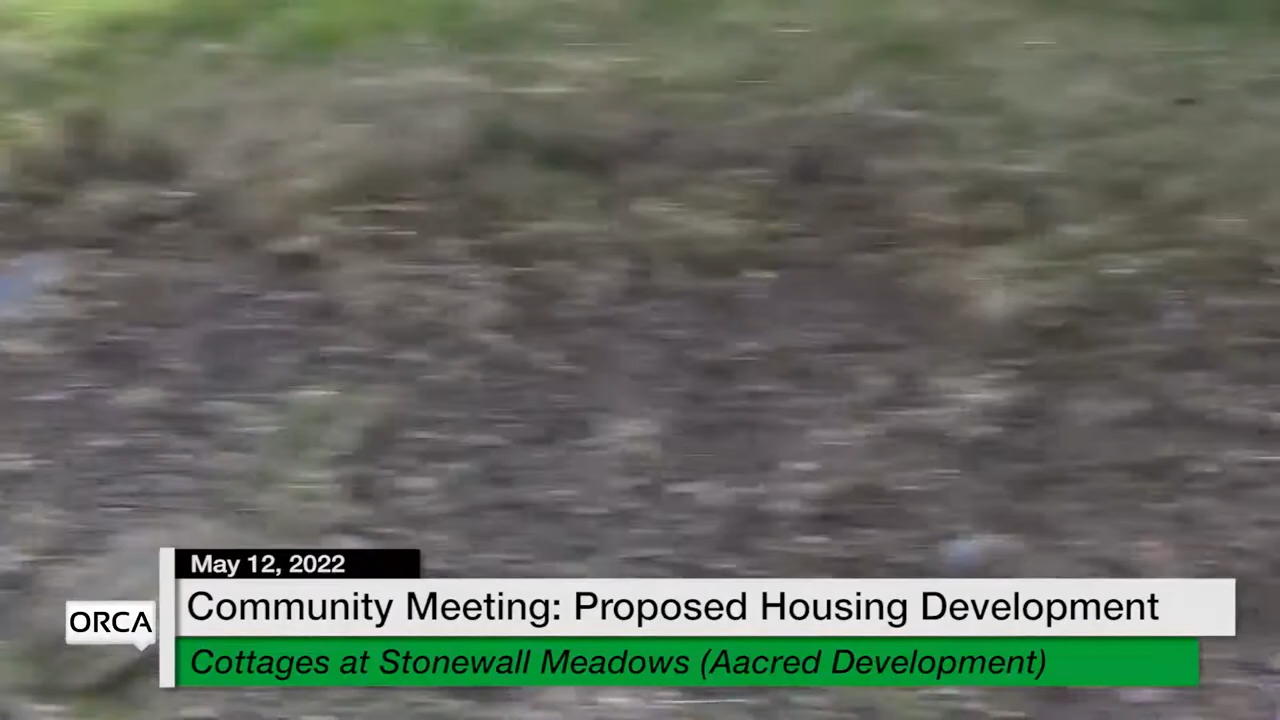 May 12, 2022
Community Meeting: Proposed Housing Development
ORCA
Cottages at Stonewall Meadows (Aacred Development)